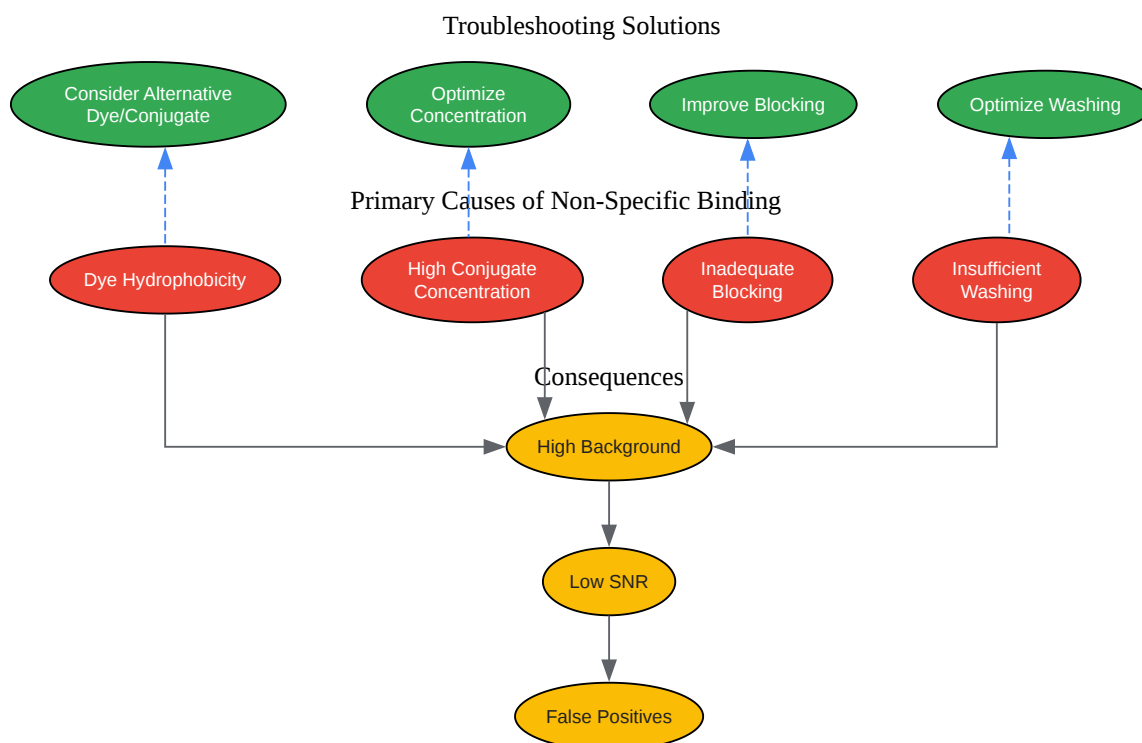 Troubleshooting Solutions
Consider Alternative
Dye/Conjugate
Optimize
Concentration
Improve Blocking
Optimize Washing
Primary Causes of Non-Specific Binding
Dye Hydrophobicity
High Conjugate
Concentration
Inadequate
Blocking
Insufficient
Washing
Consequences
High Background
Low SNR
False Positives